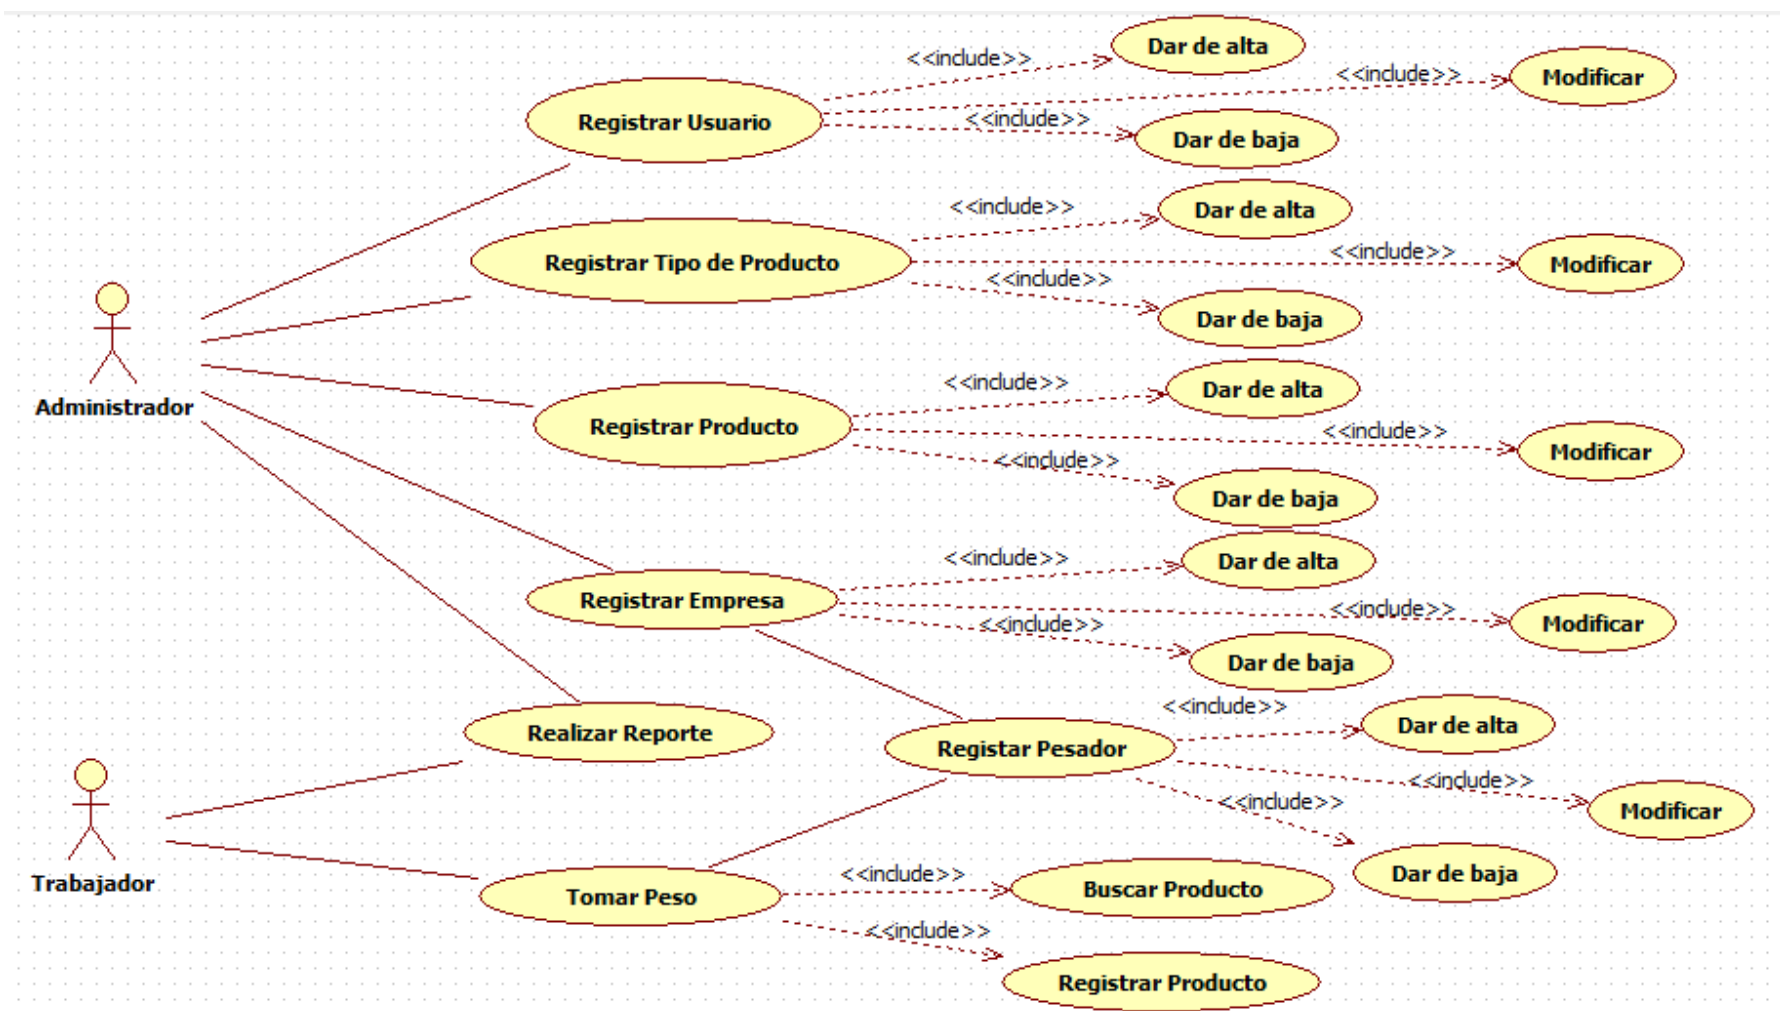 Dar de alta
<<include>>
<<include>>
Modificar
Registrar Usuario
<<include>>
Dar de baja
<<include>>
Dar de alta
Registrar Tipo de Producto
<<include>>
Modificar
<<include>>
Dar de baja
Administrador
<<include>>
Dar de alta
Registrar Producto
<<include>>
Modificar
<<include>>
Dar de baja
<<include>>
Dar de alta
Registrar Empresa
<<include>>
Modificar
<<include>>
Dar de baja
<<include>>
Dar de alta
Realizar Reporte
Registar Pesador
<<include>>
Modificar
<<include>>
Dar de baja
Trabajador
Tomar Peso
<<include>>
Buscar Producto
<<include>>
Registrar Producto